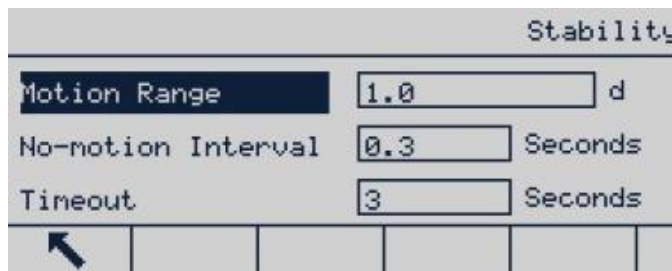 Stability
Motion Range 1.0 d
No-motion Interval 0.3 Seconds
Timeout 3 Seconds